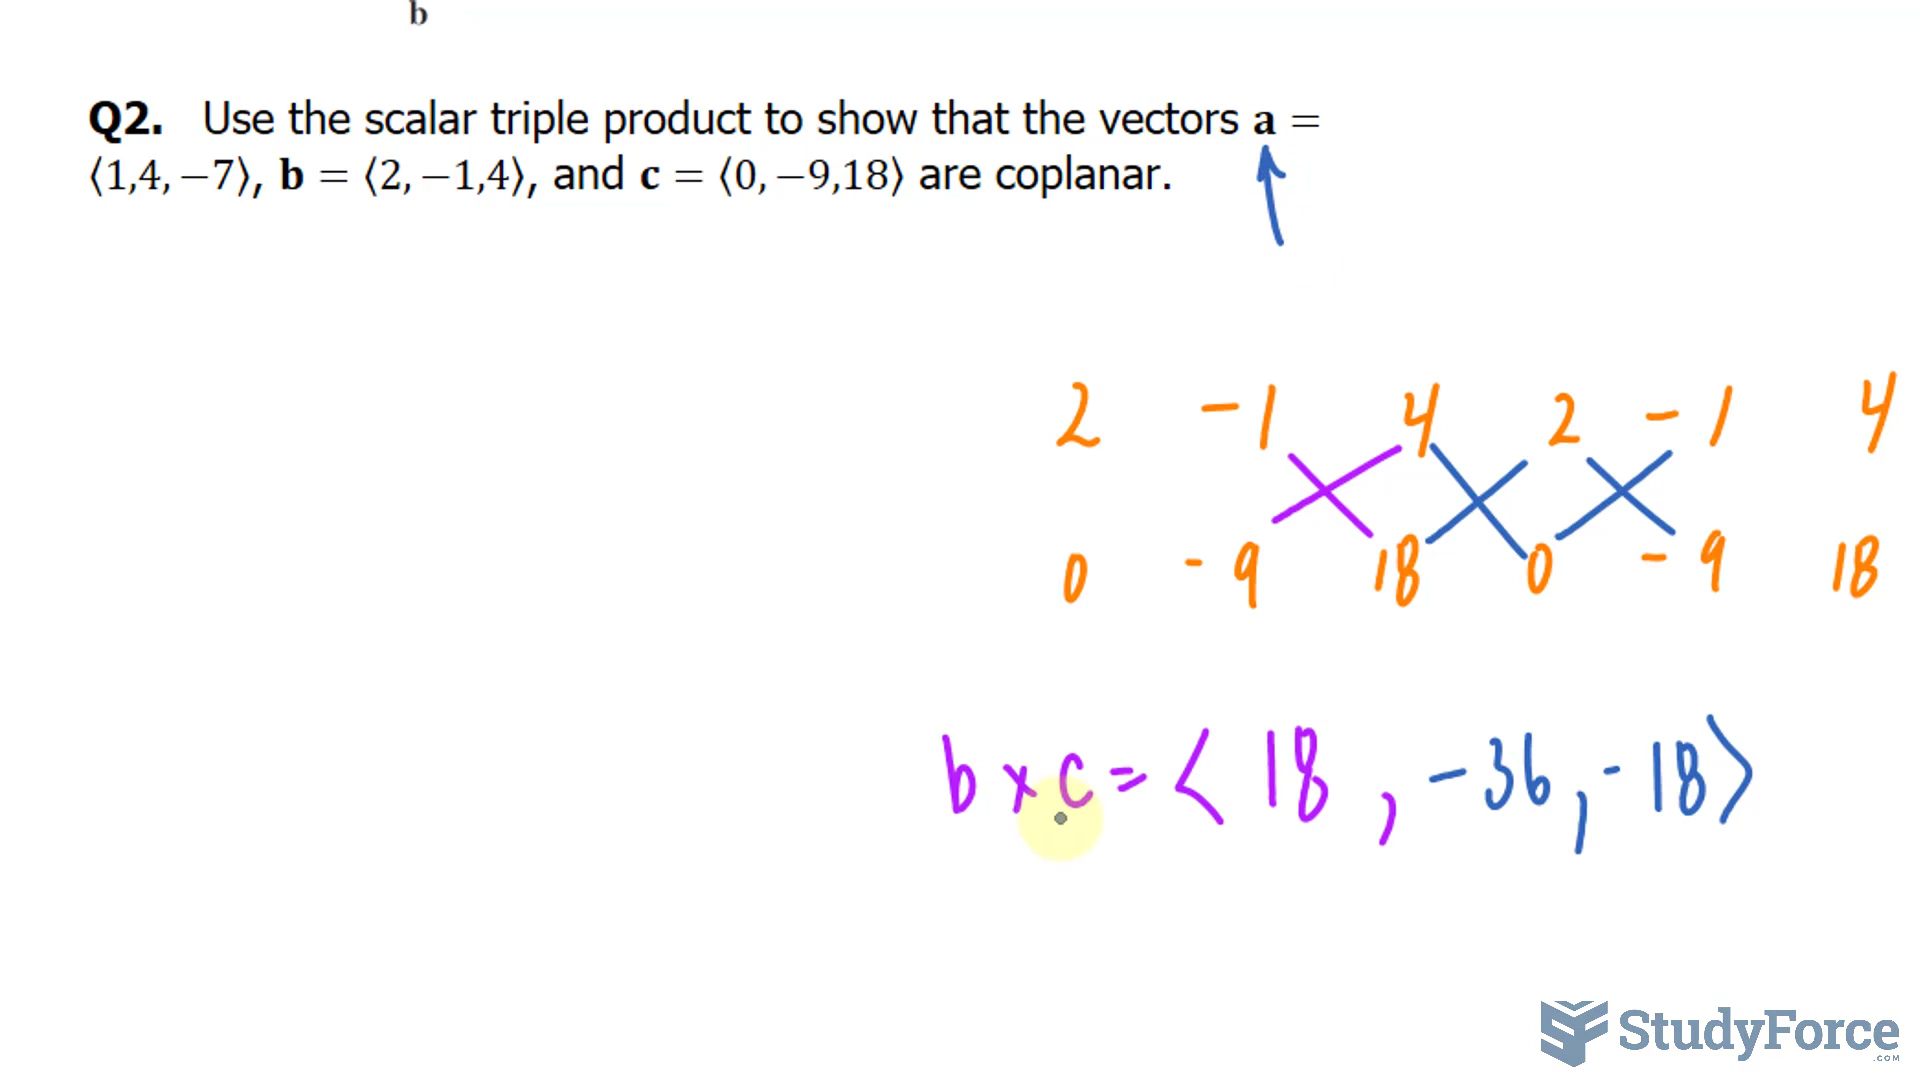 b
Q2. Use the scalar triple product to show that the vectors a =
⟨1,4,−7⟩, b = ⟨2,−1,4⟩, and c = ⟨0,−9,18⟩ are coplanar.
2 -1 4 2 -1 4
0 -9 18 0 -9 18
b × c = ⟨ 18 , -36, -18⟩
StudyForce
.COM